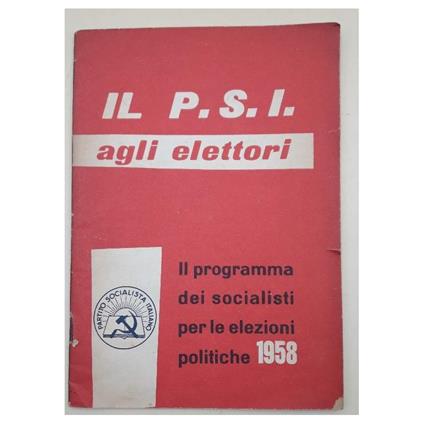 IL P.S.I.
agli elettori
PARTITO SOCIALISTA ITALIANO
Il programma
dei socialisti
per le elezioni
politiche 1958